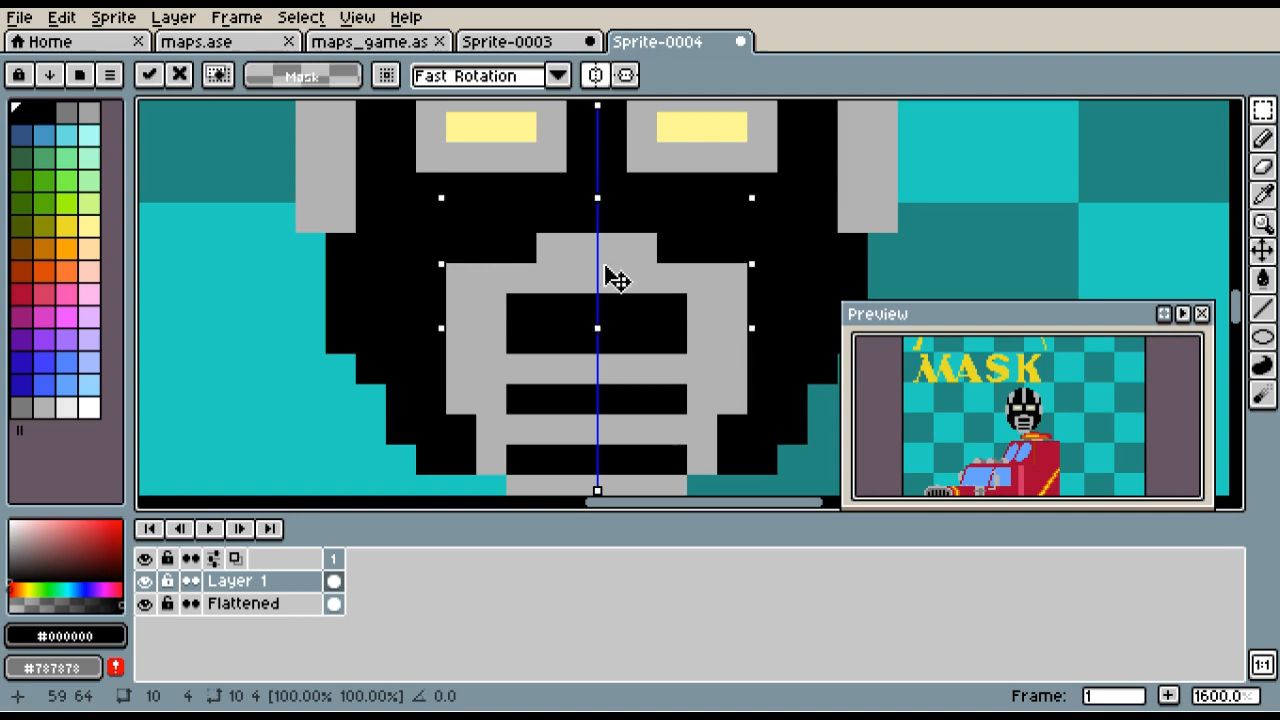 File Edit Sprite Layer Frame Select View Help
Home maps.ase maps_game.as Sprite-0003 Sprite-0004
Mask Fast Rotation
Preview
MASK
1
Layer 1
Flattened
#000000
#787878
59 64 10 4 10 4 [100.00% 100.00%] 0.0 Frame: 1 1600.0%
1:1